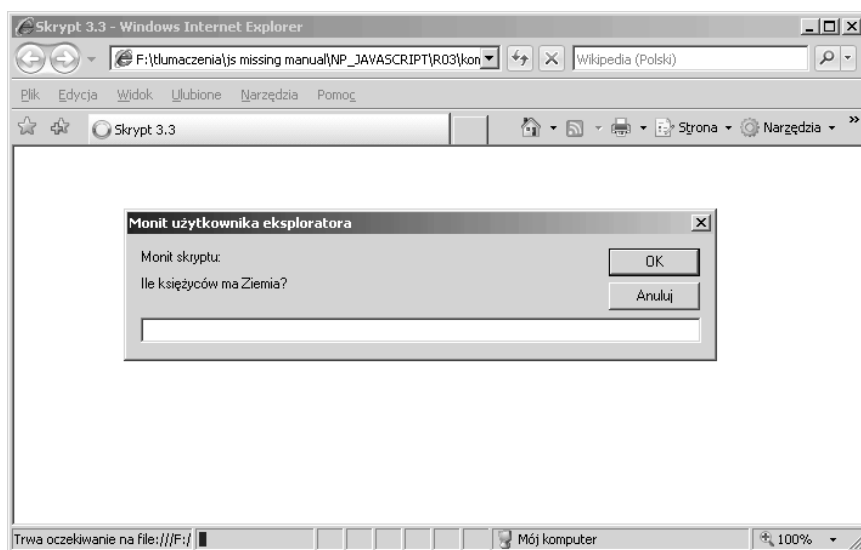 Skrypt 3.3 - Windows Internet Explorer
F:\tłumaczenia\js missing manual\NP_JAVASCRIPT\R03\kon
Wikipedia (Polski)
Plik Edycja Widok Ulubione Narzędzia Pomoc
Skrypt 3.3
Strona
Narzędzia
»
Monit użytkownika eksploratora
Monit skryptu:
OK
Ile księżyców ma Ziemia?
Anuluj
Trwa oczekiwanie na file:///F:/
Mój komputer
100%